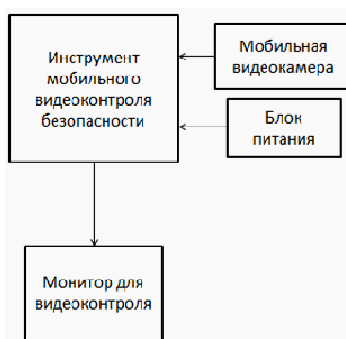 Инструмент
мобильного
видеоконтроля
безопасности
Мобильная
видеокамера
Блок
питания
Монитор для
видеоконтроля